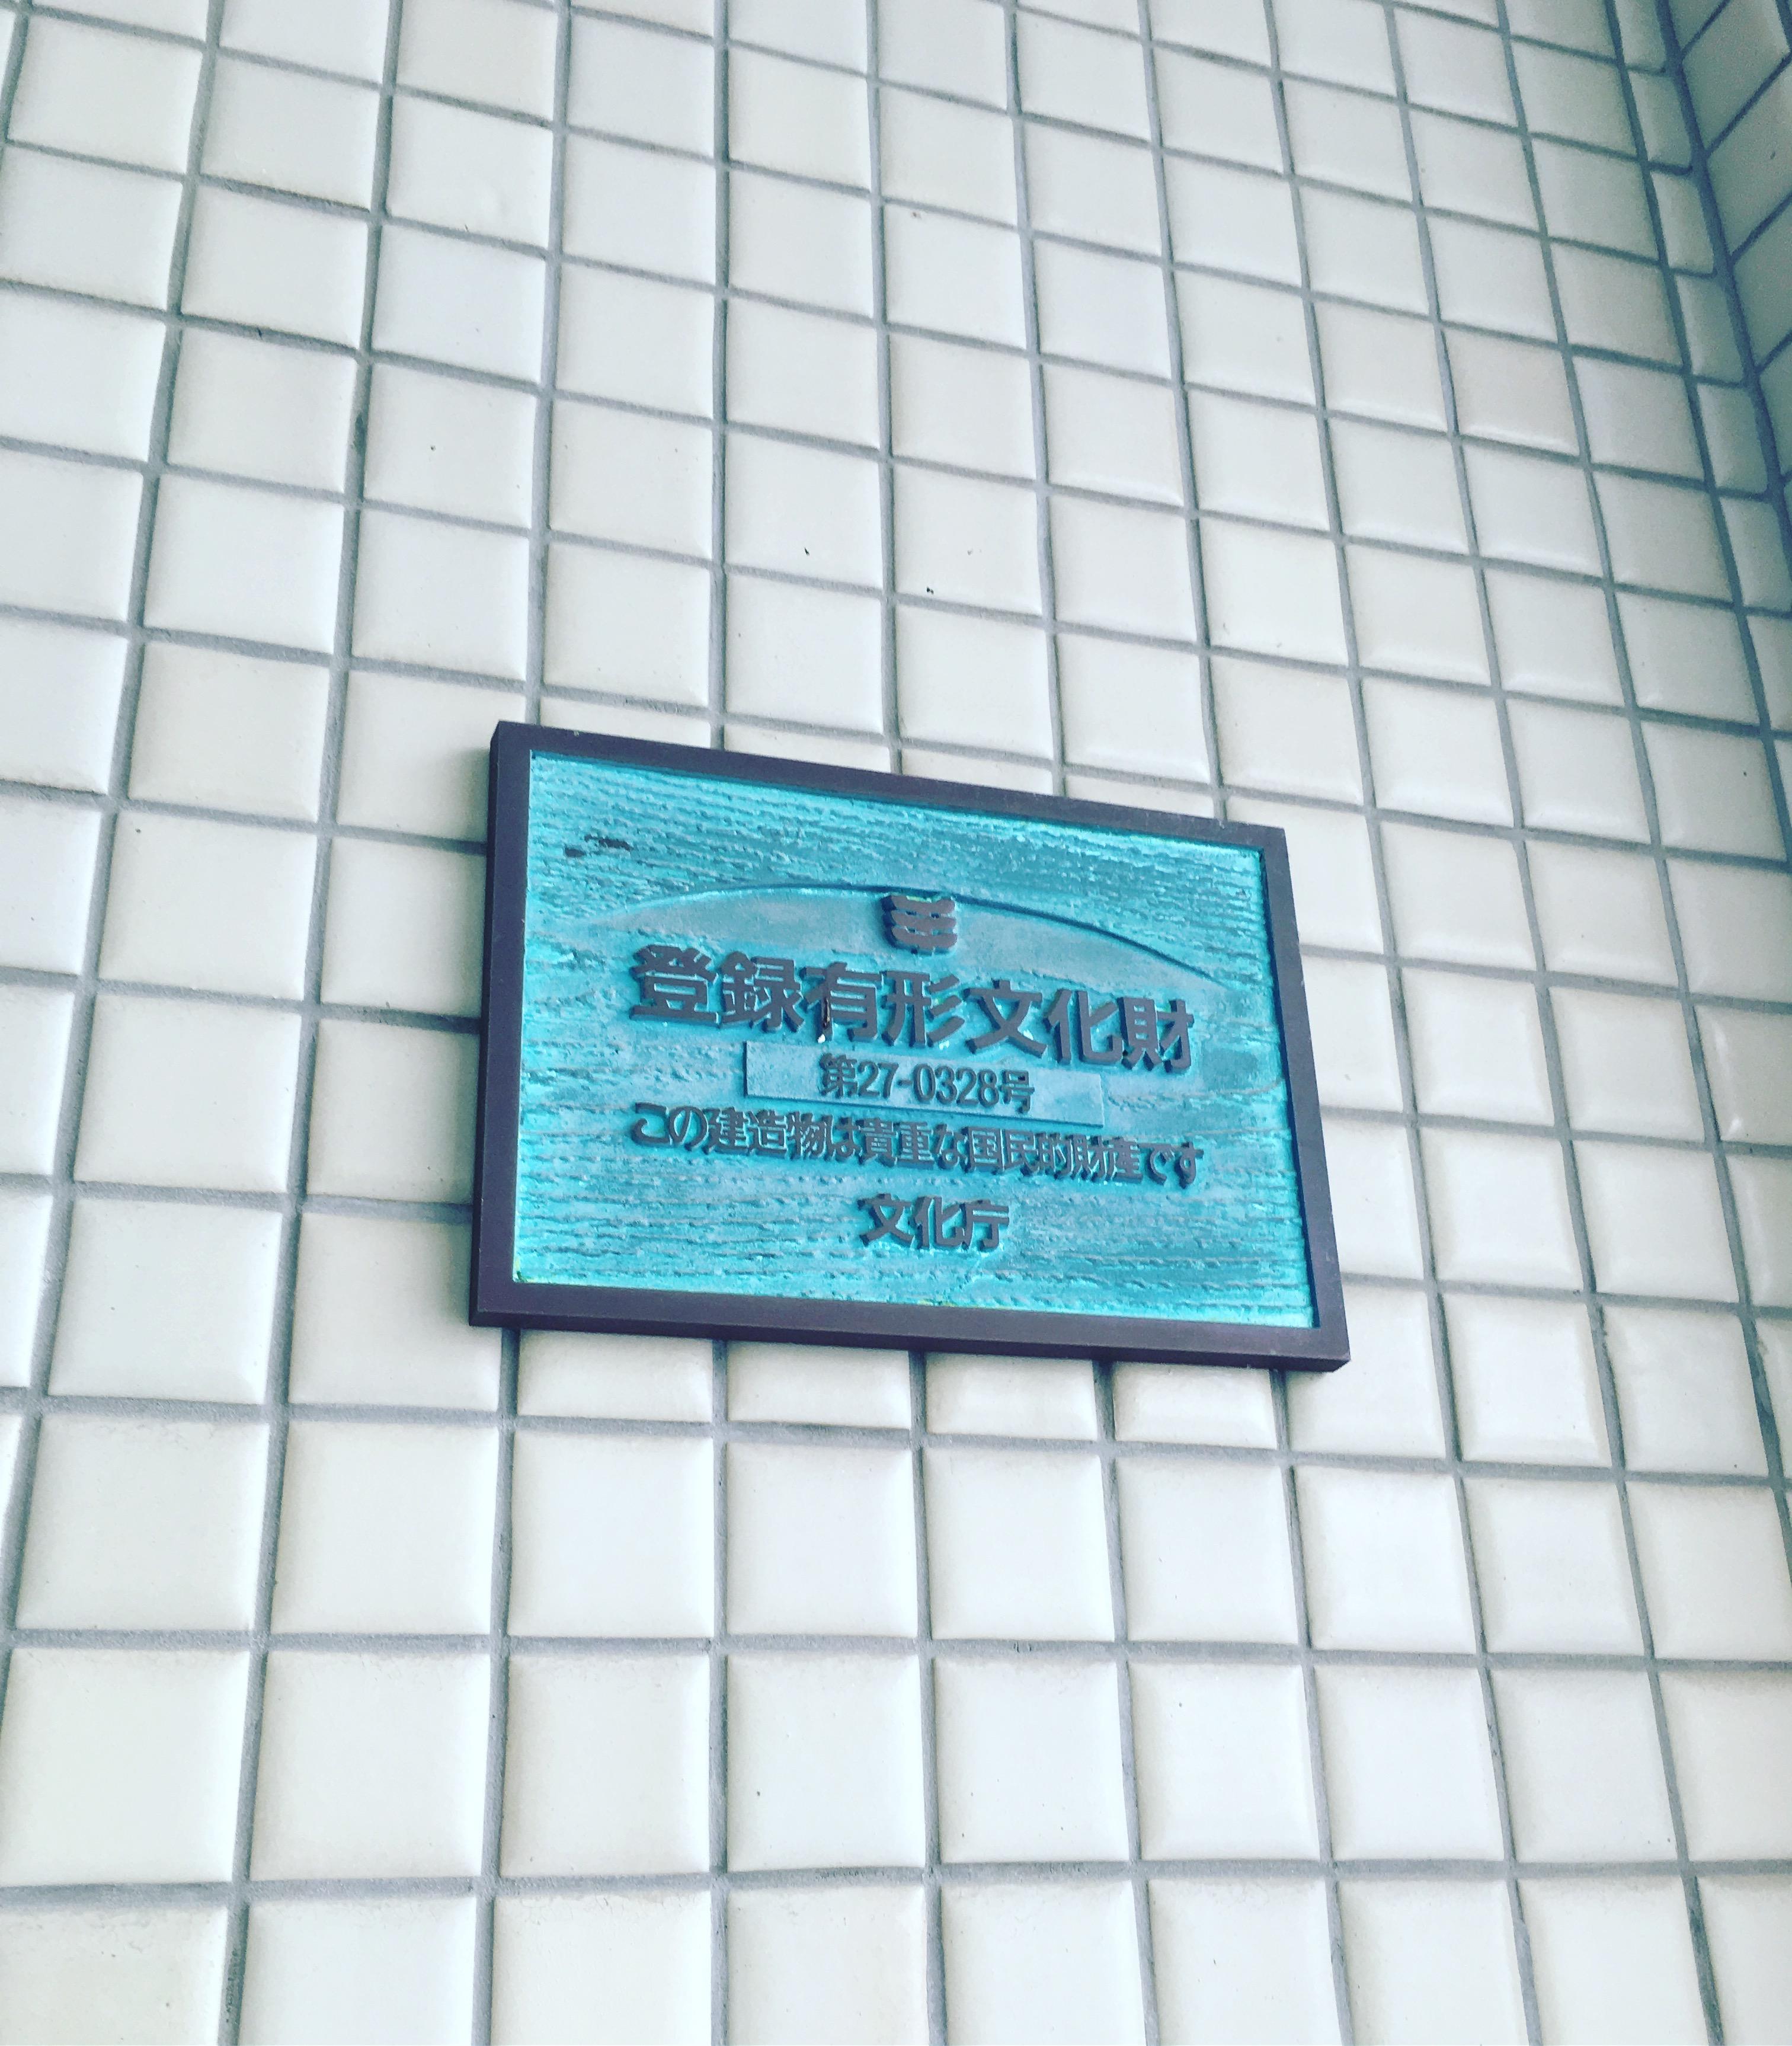 登録有形文化財
第27-0328号
この建造物は貴重な国民的財産です
文化庁